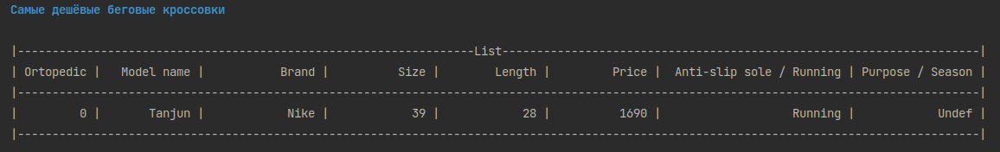 Самые дешёвые беговые кроссовки
|------------------------------------------------------------------List---------------------------------------------------------------------|
| Ortopedic |   Model name |           Brand |          Size |         Length |         Price |  Anti-slip sole / Running | Purpose / Season |
|-------------------------------------------------------------------------------------------------------------------------------------------|
|         0 |       Tanjun |            Nike |            39 |             28 |          1690 |                   Running |            Undef |
|-------------------------------------------------------------------------------------------------------------------------------------------|